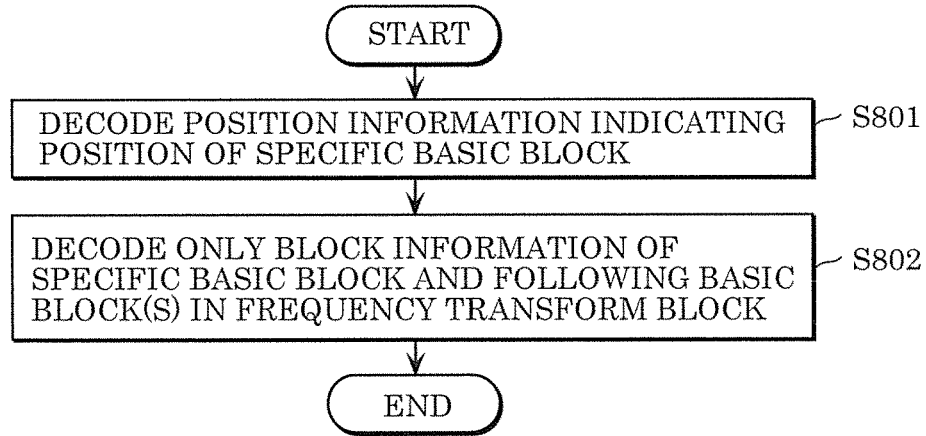 START
DECODE POSITION INFORMATION INDICATING
POSITION OF SPECIFIC BASIC BLOCK
S801
DECODE ONLY BLOCK INFORMATION OF
SPECIFIC BASIC BLOCK AND FOLLOWING BASIC
BLOCK(S) IN FREQUENCY TRANSFORM BLOCK
S802
END